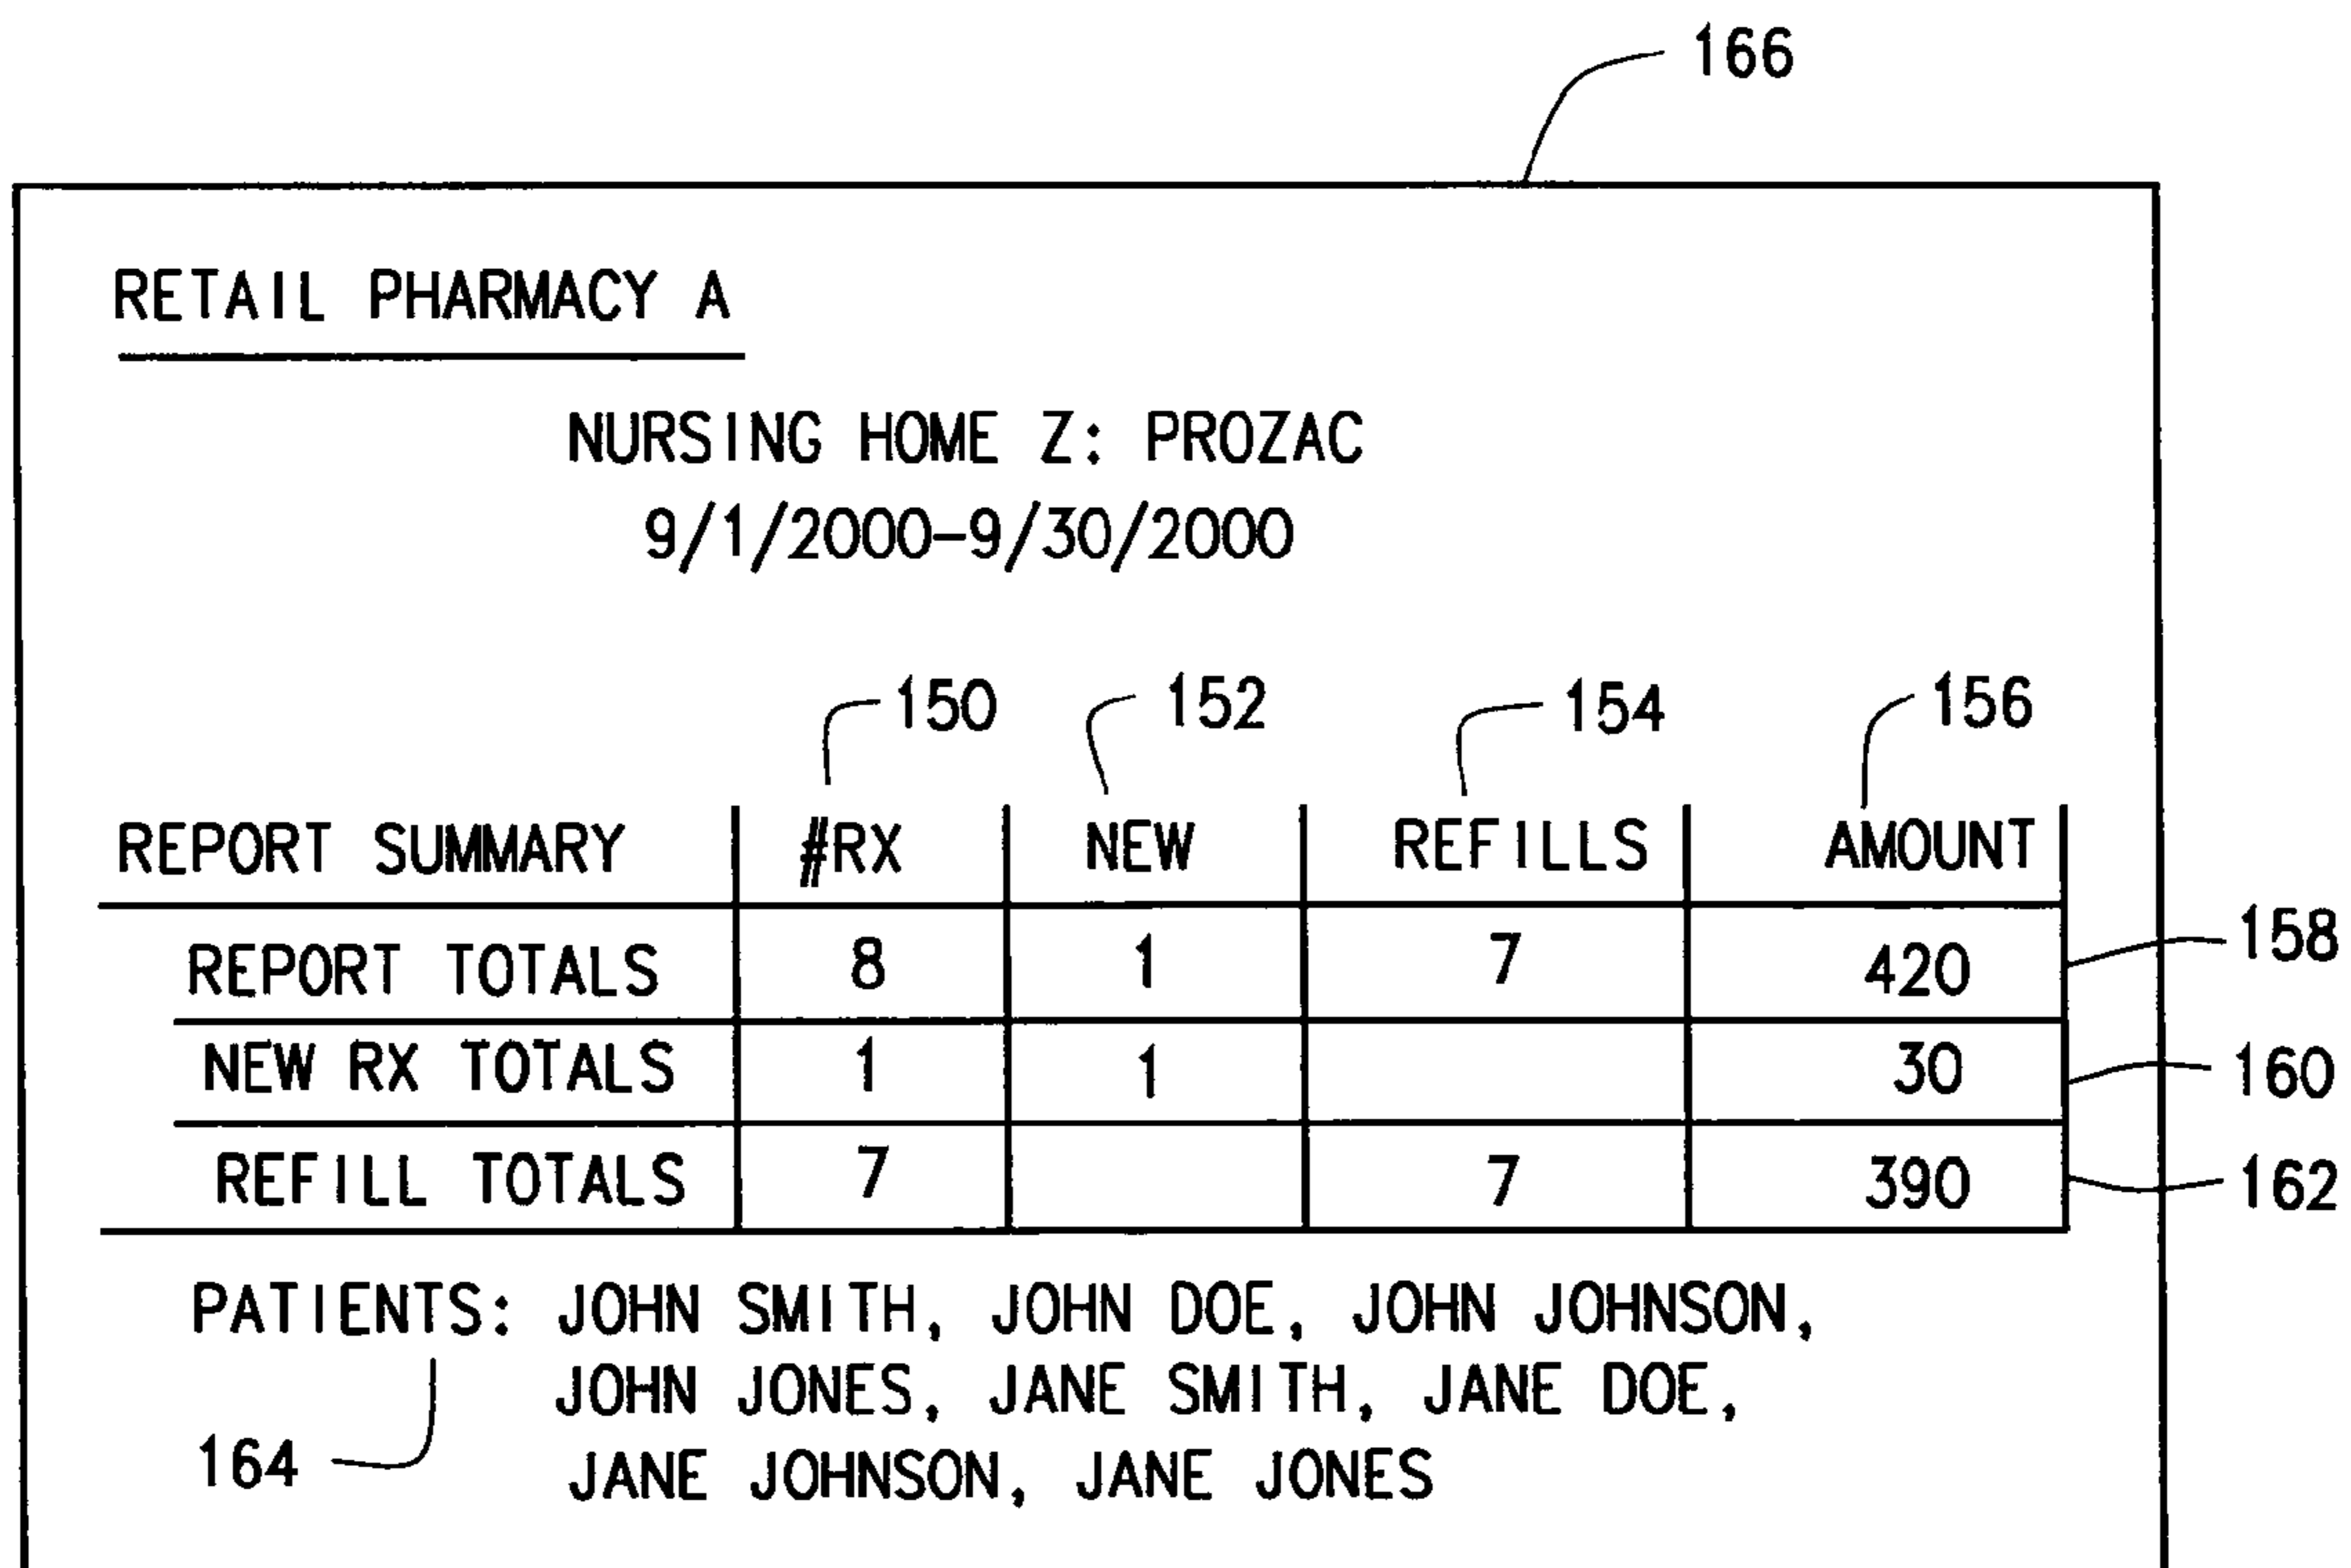 166
RETAIL PHARMACY A
NURSING HOME Z: PROZAC
9/1/2000-9/30/2000
150 152 154 156
REPORT SUMMARY #RX NEW REFILLS AMOUNT
REPORT TOTALS 8 1 7 420 158
NEW RX TOTALS 1 1 30 160
REFILL TOTALS 7 7 390 162
PATIENTS: JOHN SMITH, JOHN DOE, JOHN JOHNSON,
JOHN JONES, JANE SMITH, JANE DOE,
164 JANE JOHNSON, JANE JONES